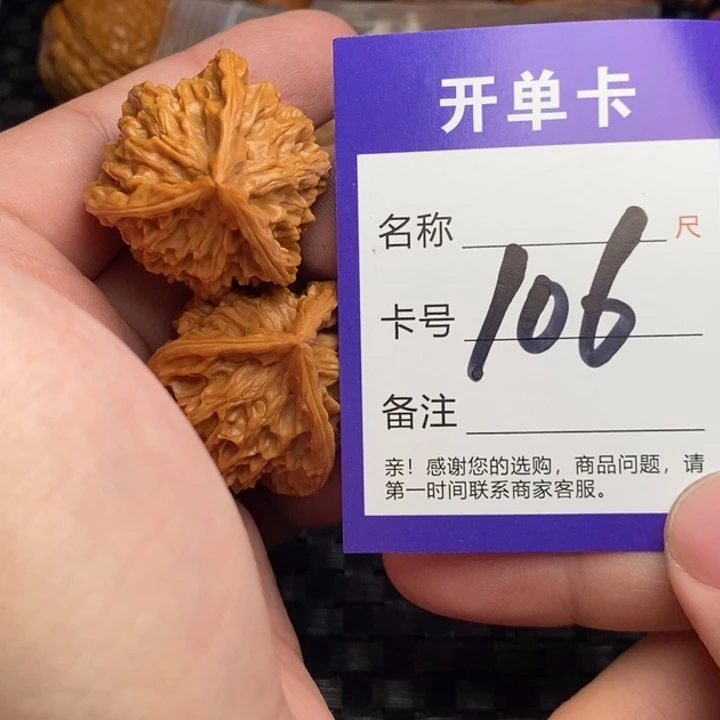 开单卡
名称 尺
卡号 106
备注
亲！感谢您的选购，商品问题，请
第一时间联系商家客服。